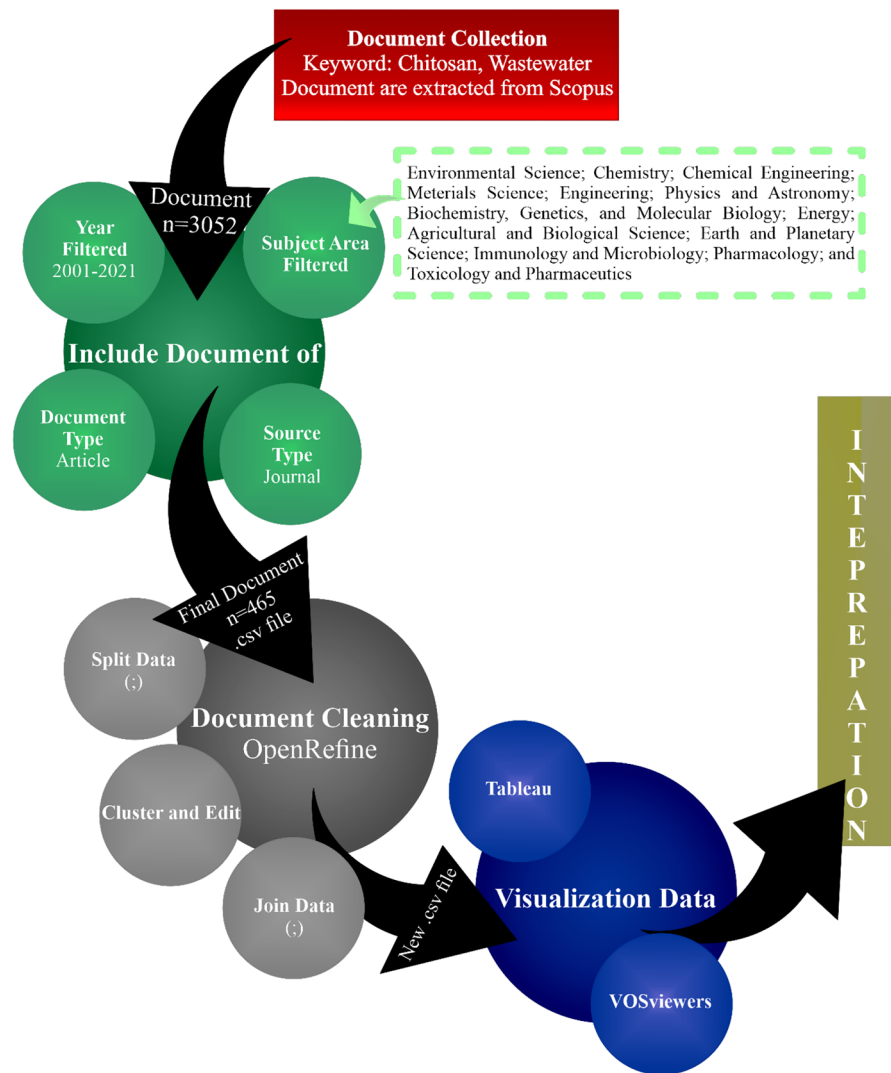 Document Collection
Keyword: Chitosan, Wastewater
Document are extracted from Scopus
Document
n=3052
Environmental Science; Chemistry; Chemical Engineering;
Meterials Science; Engineering; Physics and Astronomy;
Biochemistry, Genetics, and Molecular Biology; Energy;
Agricultural and Biological Science; Earth and Planetary
Science; Immunology and Microbiology; Pharmacology; and
Toxicology and Pharmaceutics
Year
Filtered
2001-2021
Subject Area
Filtered
Include Document of
Document
Type
Article
Source
Type
Journal
Final Document
n=465
.csv file
Split Data
(;)
Document Cleaning
OpenRefine
Cluster and Edit
Join Data
(;)
New .csv file
Tableau
Visualization Data
VOSviewers
INTEPREPATION